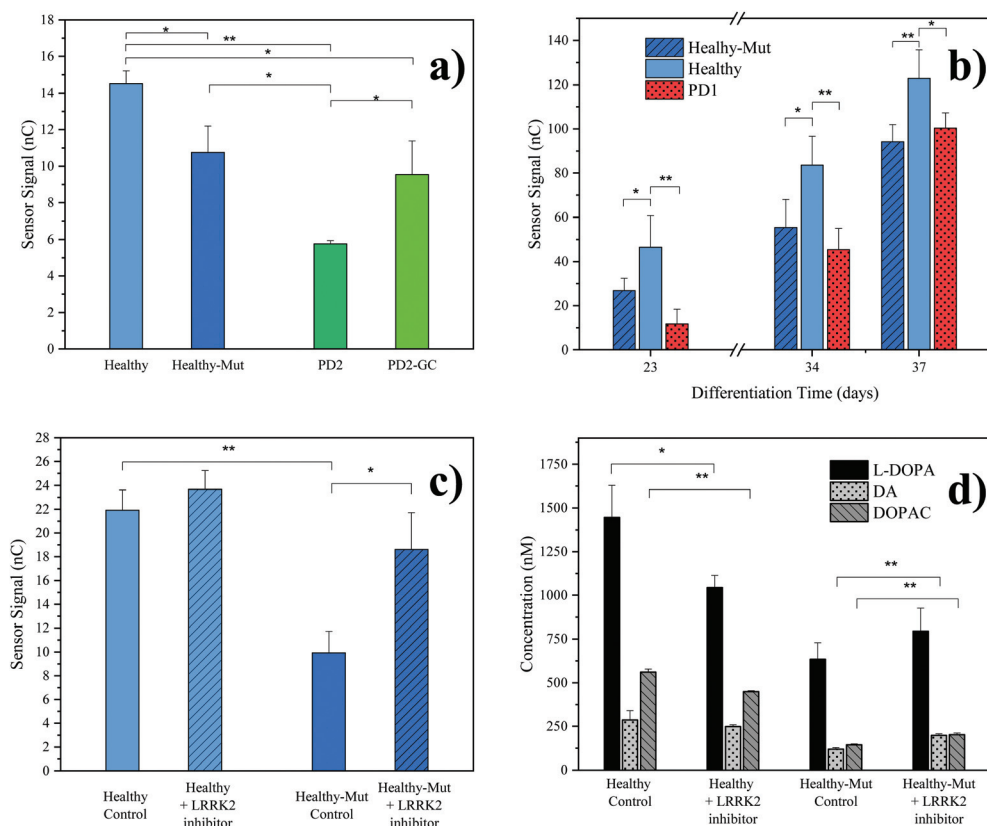 a)
18
16
14
12
10
8
6
4
2
0
Sensor Signal (nC)
*
**
*
*
*
Healthy
Healthy-Mut
PD2
PD2-GC
b)
140
120
100
80
60
40
20
0
Sensor Signal (nC)
Healhy-Mut
Healthy
PD1
*
**
*
**
**
*
23
34
37
Differentiation Time (days)
c)
28
26
24
22
20
18
16
14
12
10
8
6
4
2
0
Sensor Signal (nC)
**
*
Healthy
Control
Healthy
+ LRRK2
inhibitor
Healthy-Mut
Control
Healthy-Mut
+ LRRK2
inhibitor
d)
1750
1500
1250
1000
750
500
250
0
Concentration (nM)
L-DOPA
DA
DOPAC
*
**
**
**
Healthy
Control
Healthy
+ LRRK2
inhibitor
Healthy-Mut
Control
Healthy-Mut
+ LRRK2
inhibitor